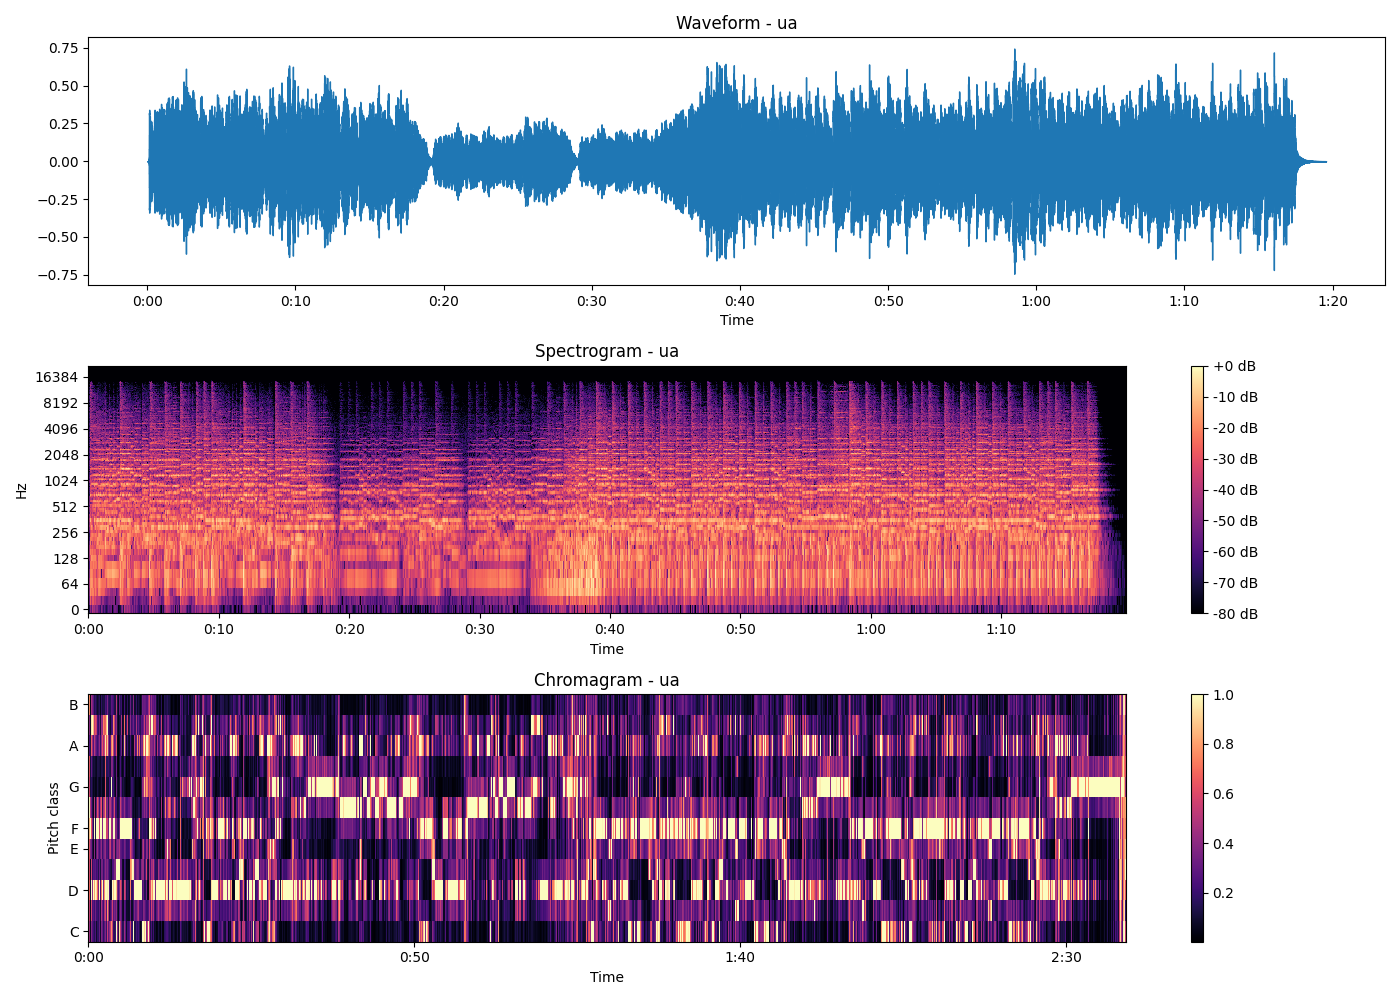 Waveform - ua
0.75
0.50
0.25
0.00
−0.25
−0.50
−0.75
0:00 0:10 0:20 0:30 0:40 0:50 1:00 1:10 1:20
Time
Spectrogram - ua
Hz
16384
8192
4096
2048
1024
512
256
128
64
0
0:00 0:10 0:20 0:30 0:40 0:50 1:00 1:10
Time
+0 dB
-10 dB
-20 dB
-30 dB
-40 dB
-50 dB
-60 dB
-70 dB
-80 dB
Chromagram - ua
Pitch class
B
A
G
F
E
D
C
0:00 0:50 1:40 2:30
Time
1.0
0.8
0.6
0.4
0.2